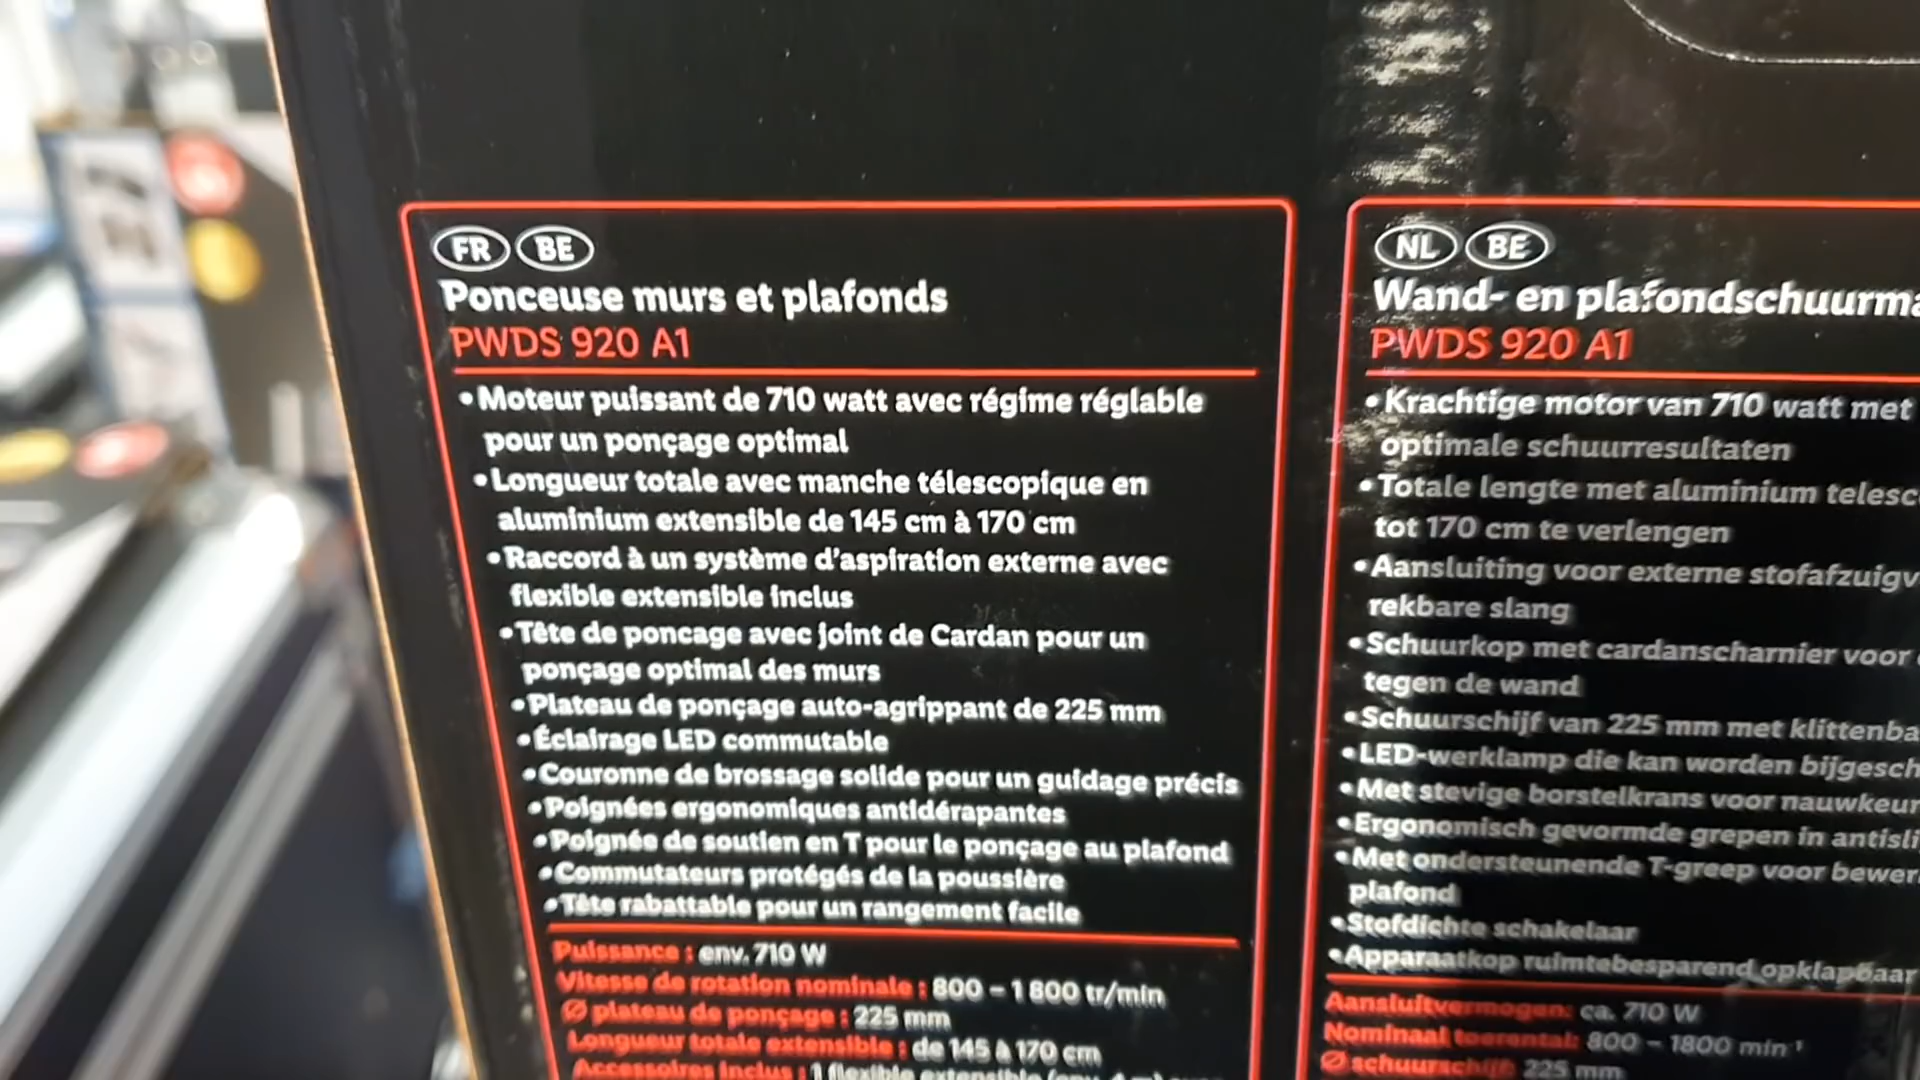 FR BE
Ponceuse murs et plafonds
PWDS 920 A1
•Moteur puissant de 710 watt avec régime réglable
pour un ponçage optimal
•Longueur totale avec manche télescopique en
aluminium extensible de 145 cm à 170 cm
•Raccord à un système d'aspiration externe avec
flexible extensible inclus
•Tête de poncage avec joint de Cardan pour un
ponçage optimal des murs
•Plateau de ponçage auto-agrippant de 225 mm
•Éclairage LED commutable
•Couronne de brossage solide pour un guidage précis
•Poignées ergonomiques antidérapantes
•Poignée de soutien en T pour le ponçage au plafond
•Commutateurs protégés de la poussière
•Tête rabattable pour un rangement facile
Puissance : env. 710 W
Vitesse de rotation nominale : 800 – 1 800 tr/min
Ø plateau de ponçage : 225 mm
Longueur totale extensible : de 145 à 170 cm
Accessoires inclus : 1 flexible extensible
NL BE
Wand- en plafondschuurma
PWDS 920 A1
•Krachtige motor van 710 watt met
optimale schuurresultaten
•Totale lengte met aluminium telesc
tot 170 cm te verlengen
•Aansluiting voor externe stofafzuigv
rekbare slang
•Schuurkop met cardanscharnier voor
tegen de wand
•Schuurschijf van 225 mm met klittenba
•LED-werklamp die kan worden bijgesch
•Met stevige borstelkrans voor nauwkeur
•Ergonomisch gevormde grepen in antisli
•Met ondersteunende T-greep voor bewer
plafond
•Stofdichte schakelaar
•Apparaatkop ruimtebesparend opklapbaar
Aansluitvermogen: ca. 710 W
Nominaal toerental: 800 – 1800 min⁻¹
Ø schuurschijf: 225 mm